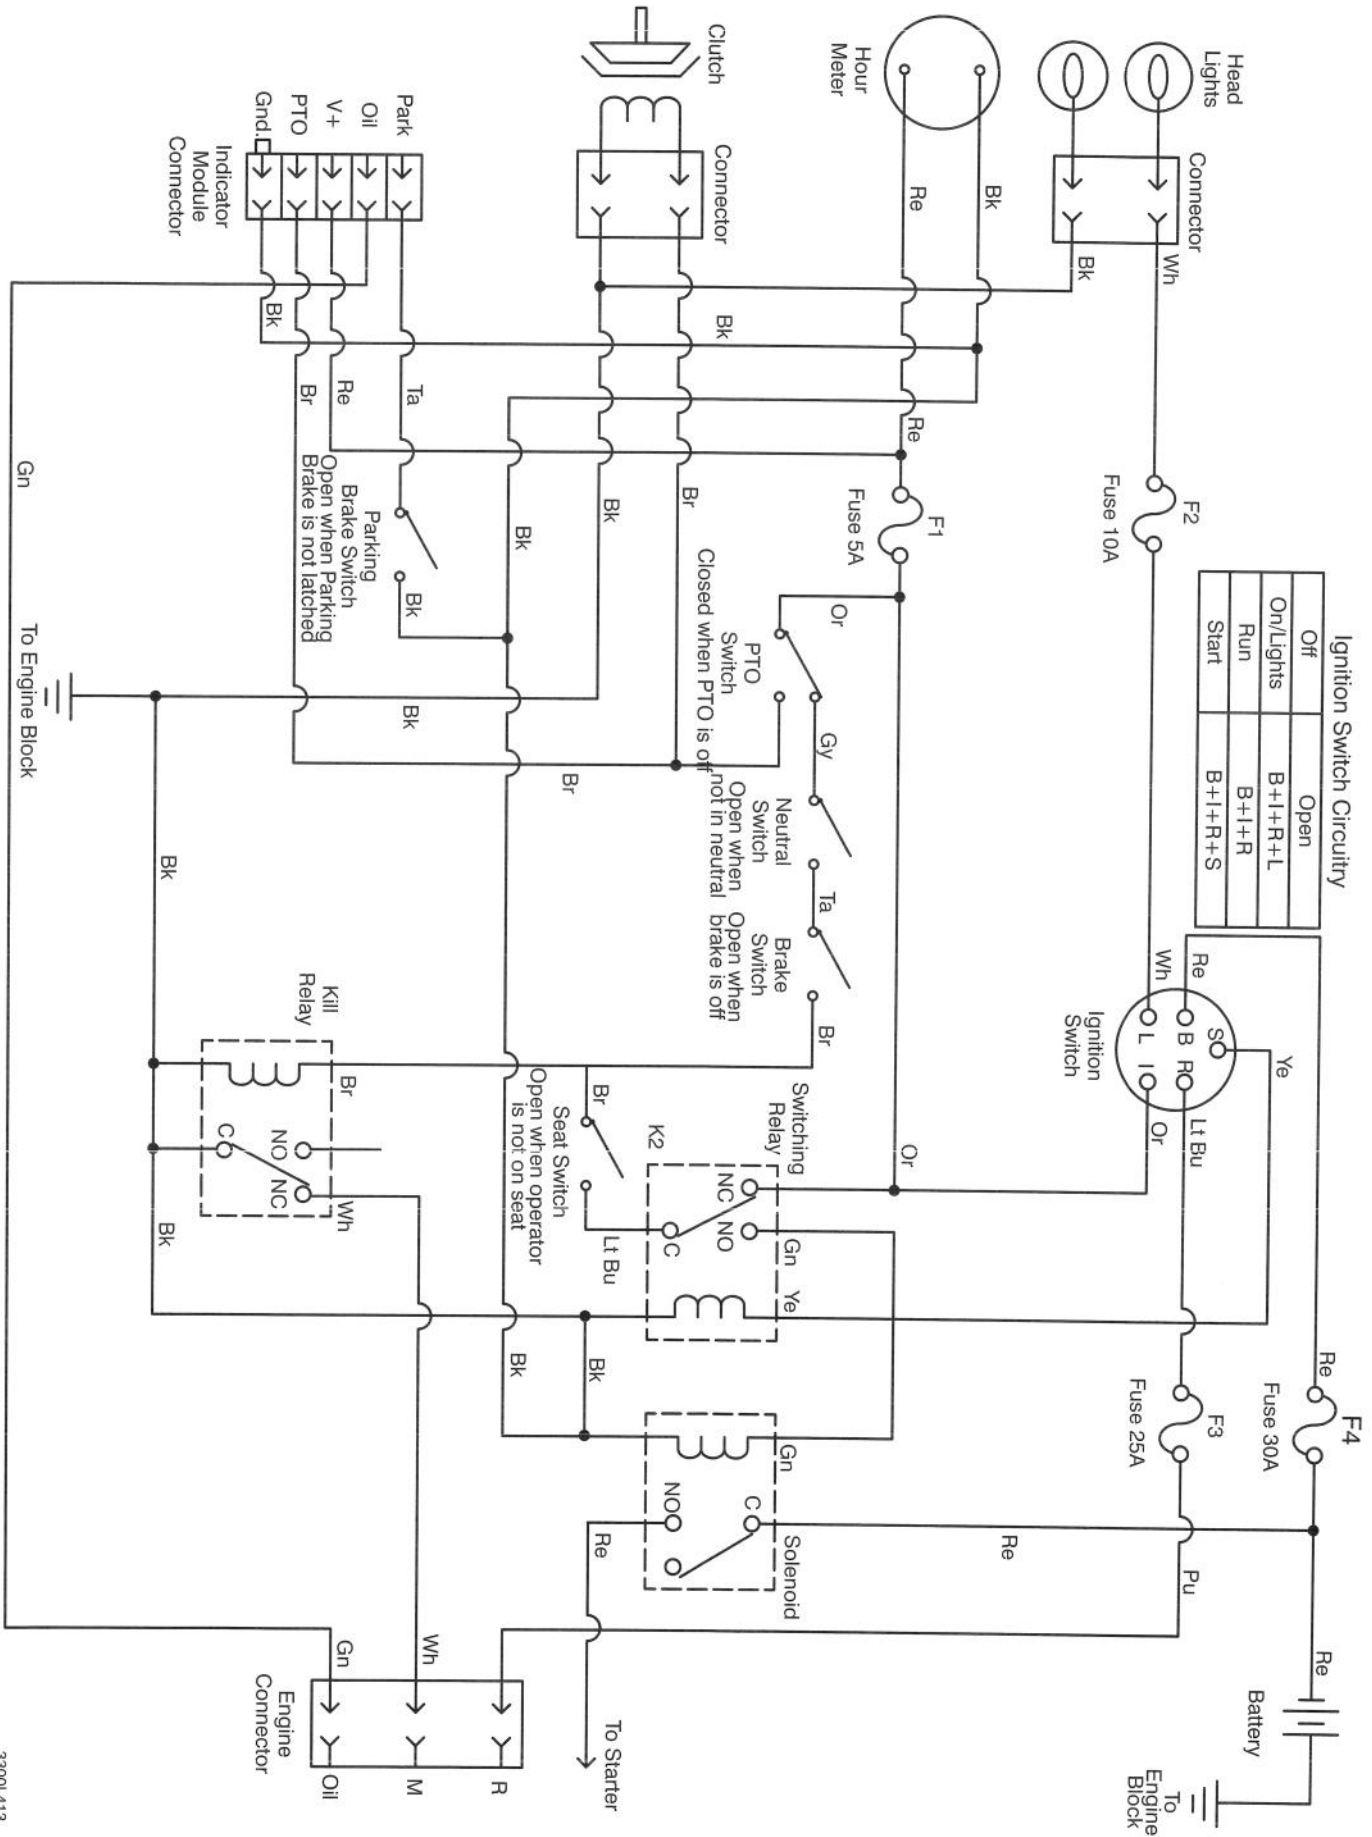 Ignition Switch Circuitry
Off Open
On/Lights B+I+R+L
Run B+I+R
Start B+I+R+S
Head
Lights
Connector
Wh
Bk
F2
Fuse 10A
Wh
Re
S
B
R
L
I
Ignition
Switch
Ye
Lt Bu
Or
Re
F4
Fuse 30A
F3
Fuse 25A
Pu
Re
Battery
To
Engine
Block
Hour
Meter
Bk
Re
Re
F1
Fuse 5A
Or
Or
PTO
Switch
Closed when PTO is off
Gy
Neutral
Switch
Open when
not in neutral
Ta
Brake
Switch
Open when
brake is off
Br
Switching
Relay
K2
NC
NO
C
Gn
Ye
Solenoid
Gn
C
NO
Re
Re
To Starter
Clutch
Connector
Bk
Br
Bk
Bk
Br
Br
Seat Switch
Open when operator
is not on seat
Lt Bu
Bk
Bk
Park
Oil
V+
PTO
Gnd.
Indicator
Module
Connector
Bk
Br
Re
Ta
Parking
Brake Switch
Open when Parking
Brake is not latched
Bk
Bk
Bk
Kill
Relay
Br
C
NO
NC
Wh
Bk
Wh
Gn
Engine
Connector
R
M
Oil
Gn
To Engine Block